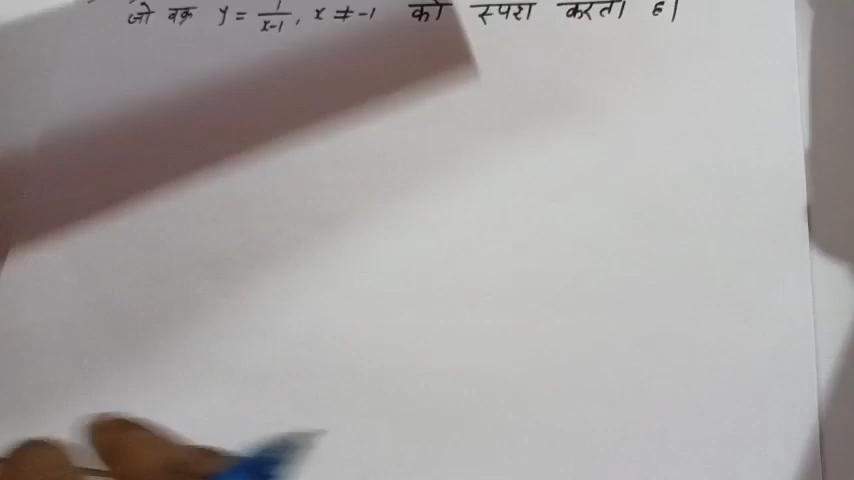 जो वक्र y = 1/(x-1), x ≠ -1 को स्पर्श करता है।